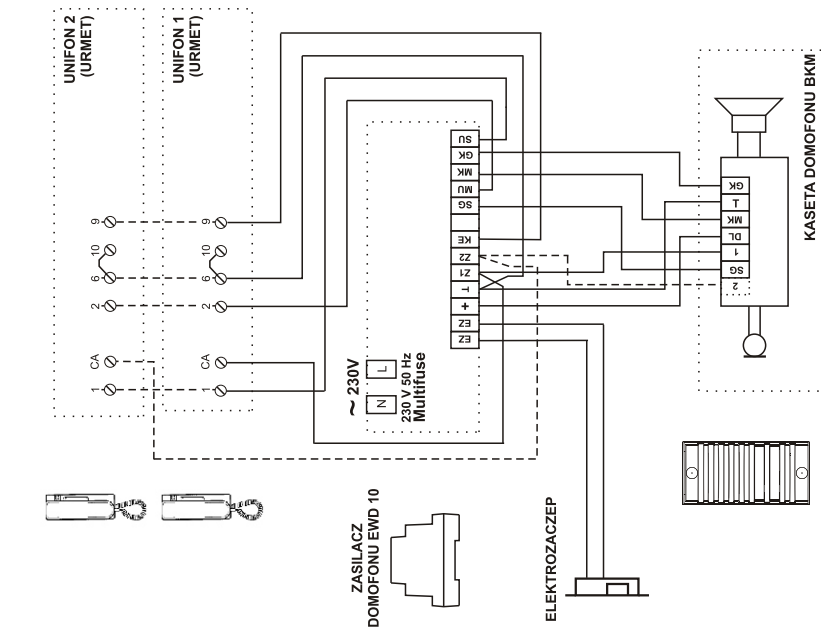 UNIFON 2
(URMET)
9
10
6
2
CA
1
UNIFON 1
(URMET)
9
10
6
2
CA
1
SU
GK
MK
MU
SG
KE
Z2
Z1
⊥
+
EZ
EZ
~ 230V
L
N
230 V 50 Hz
Multifuse
KASETA DOMOFONU BKM
GK
⊥
MK
DL
1
SG
2
ZASILACZ
DOMOFONU EWD 10
ELEKTROZACZEP